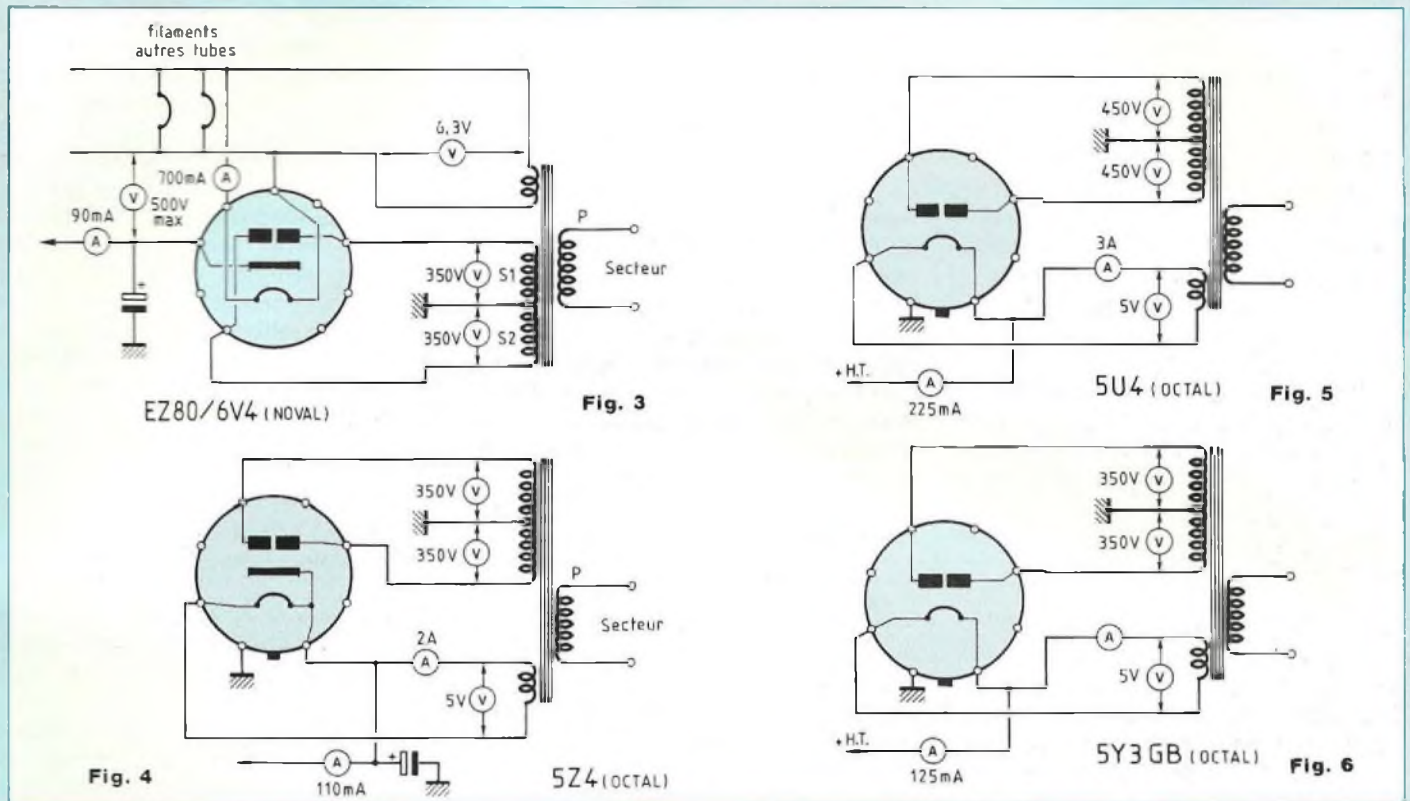 filaments
autres tubes
6,3V
V
700mA
A
V
500V
max
90mA
A
P
350V
V
S1
Secteur
350V
V
S2
+
EZ80/6V4 (NOVAL)
Fig. 3
450V
V
450V
V
3A
A
5V
V
+ H.T.
A
225mA
5U4 (OCTAL)
Fig. 5
350V
V
350V
V
P
Secteur
2A
A
5V
V
A
+
110mA
Fig. 4
5Z4 (OCTAL)
350V
V
350V
V
A
5V
V
+ H.T.
A
125mA
5Y3 GB (OCTAL)
Fig. 6